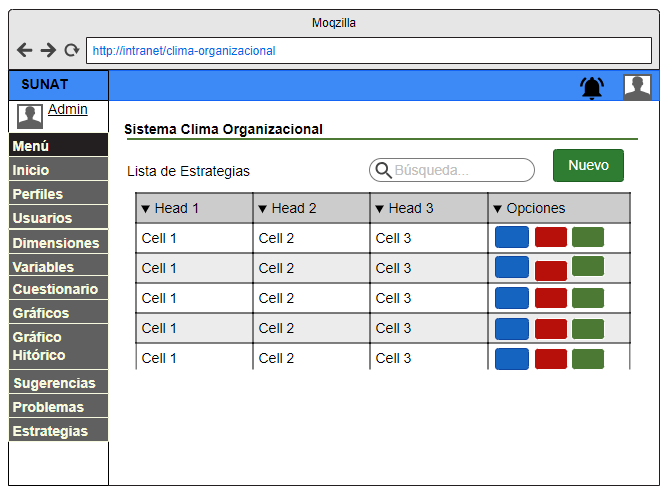 Moqzilla
http://intranet/clima-organizacional
SUNAT
Admin
Menú
Inicio
Perfiles
Usuarios
Dimensiones
Variables
Cuestionario
Gráficos
Gráfico
Hitórico
Sugerencias
Problemas
Estrategias
Sistema Clima Organizacional
Lista de Estrategias
Búsqueda...
Nuevo
Head 1 Head 2 Head 3 Opciones
Cell 1 Cell 2 Cell 3
Cell 1 Cell 2 Cell 3
Cell 1 Cell 2 Cell 3
Cell 1 Cell 2 Cell 3
Cell 1 Cell 2 Cell 3